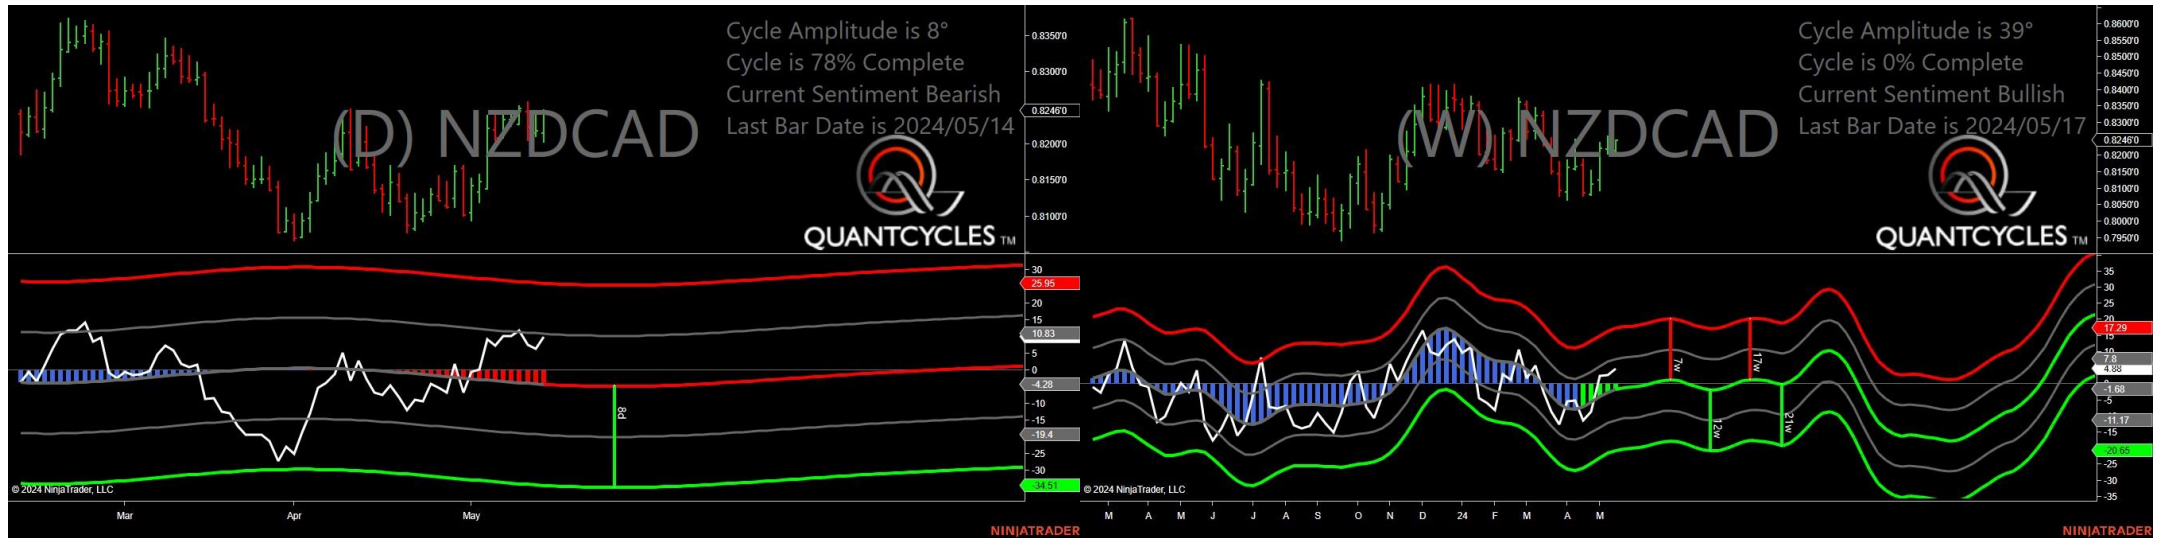 Cycle Amplitude is 8°
Cycle is 78% Complete
Current Sentiment Bearish
Last Bar Date is 2024/05/14
(D) NZDCAD
QUANTCYCLES TM
0.8350'0
0.8300'0
0.8246'0
0.8200'0
0.8150'0
0.8100'0
30
25.95
20
15
10.83
5
0
-4.28
-10
-15
-19.4
-25
-30
-34.51
8d
© 2024 NinjaTrader, LLC
Mar
Apr
May
NINJATRADER
Cycle Amplitude is 39°
Cycle is 0% Complete
Current Sentiment Bullish
Last Bar Date is 2024/05/17
(W) NZDCAD
QUANTCYCLES TM
0.8600'0
0.8550'0
0.8500'0
0.8450'0
0.8400'0
0.8350'0
0.8300'0
0.8246'0
0.8200'0
0.8150'0
0.8100'0
0.8050'0
0.8000'0
0.7950'0
35
30
25
20
17.29
7.8
4.88
-1.68
-5
-11.17
-15
-20.65
-25
-30
-35
7w
17w
12w
21w
© 2024 NinjaTrader, LLC
M A M J J A S O N D 24 F M A M
NINJATRADER